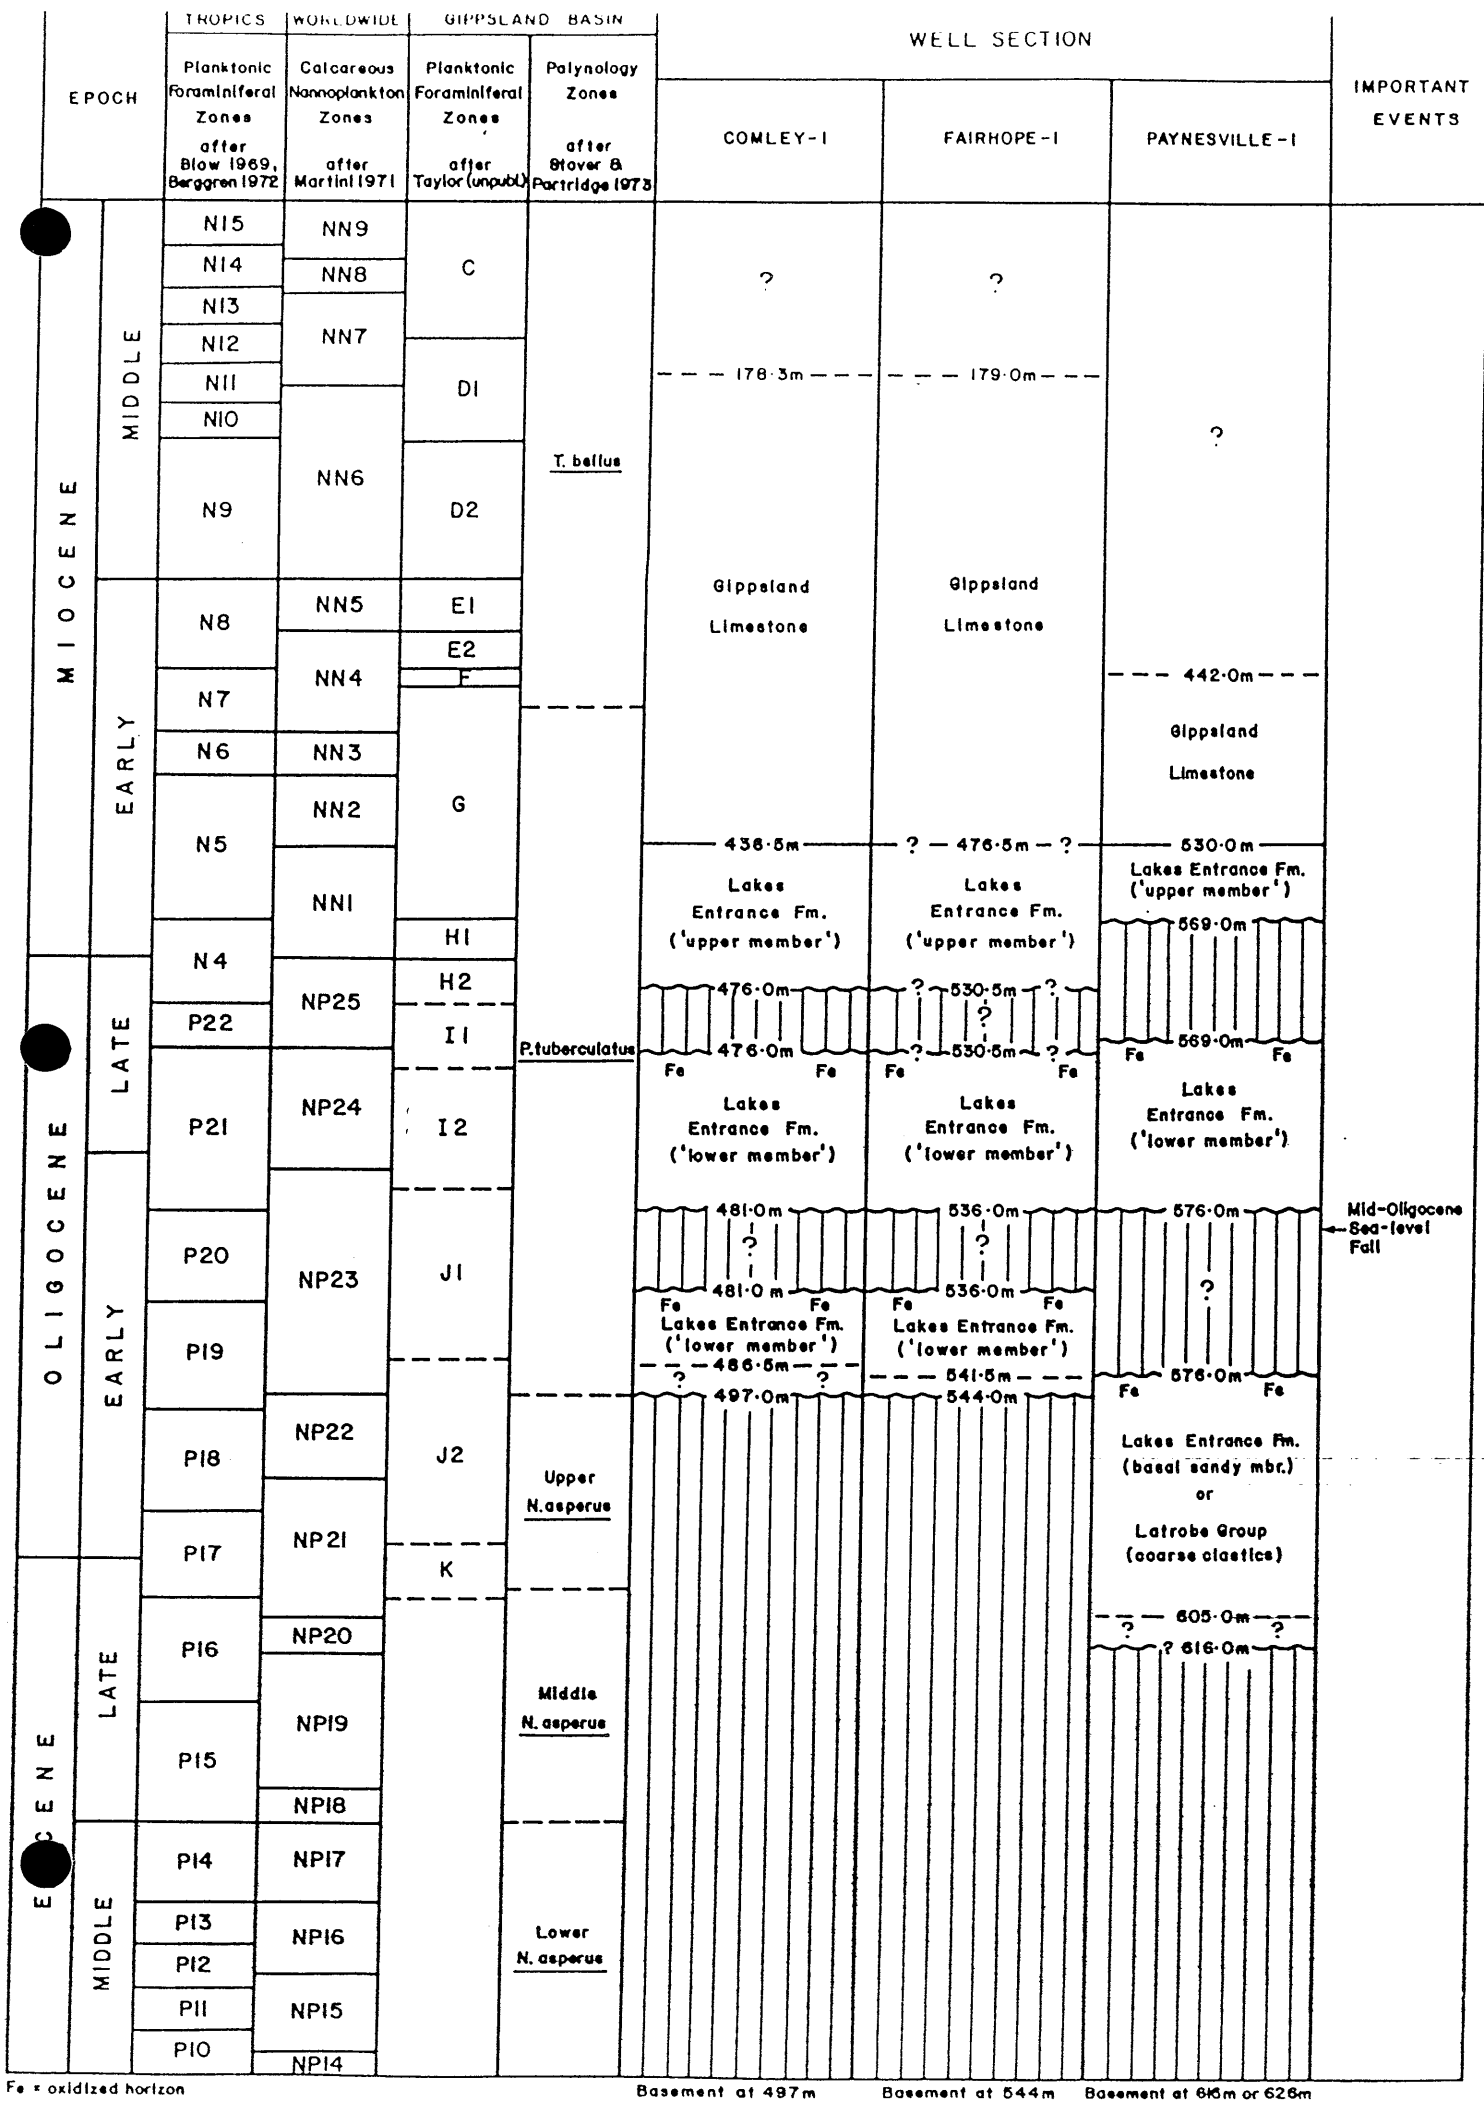 TROPICS
WORLDWIDE
GIPPSLAND BASIN
WELL SECTION
EPOCH
Planktonic
Foraminiferal
Zones
after
Blow 1969,
Berggren 1972
Calcareous
Nannoplankton
Zones
after
Martini 1971
Planktonic
Foraminiferal
Zones
after
Taylor (unpubl.)
Palynology
Zones
after
Stover &
Partridge 1973
COMLEY-1
FAIRHOPE-1
PAYNESVILLE-1
IMPORTANT
EVENTS
MIOCENE
MIDDLE
EARLY
OLIGOCENE
LATE
EARLY
LATE
MIDDLE
N15
N14
N13
N12
N11
N10
N9
N8
N7
N6
N5
N4
P22
P21
P20
P19
P18
P17
P16
P15
P14
P13
P12
P11
P10
NN9
NN8
NN7
NN6
NN5
NN4
NN3
NN2
NN1
NP25
NP24
NP23
NP22
NP21
NP20
NP19
NP18
NP17
NP16
NP15
NP14
C
D1
D2
E1
E2
F
G
H1
H2
I1
I2
J1
J2
K
T. bellus
P. tuberculatus
Upper
N. asperus
Middle
N. asperus
Lower
N. asperus
?
178·3m
Gippsland
Limestone
436·5m
Lakes
Entrance Fm.
('upper member')
476·0m
476·0m
Fe Fe
Lakes
Entrance Fm.
('lower member')
481·0m
?
481·0m
Fe Fe
Lakes Entrance Fm.
('lower member')
486·5m
? ?
497·0m
?
179·0m
Gippsland
Limestone
? 476·5m ?
Lakes
Entrance Fm.
('upper member')
? 530·5m ?
?
? 530·5m ?
Fe Fe
Lakes
Entrance Fm.
('lower member')
536·0m
?
536·0m
Fe Fe
Lakes Entrance Fm.
('lower member')
541·5m
544·0m
?
442·0m
Gippsland
Limestone
530·0m
Lakes Entrance Fm.
('upper member')
569·0m
569·0m
Fe Fe
Lakes
Entrance Fm.
('lower member')
576·0m
?
576·0m
Fe Fe
Lakes Entrance Fm.
(basal sandy mbr.)
or
Latrobe Group
(coarse clastics)
605·0m
? ?
? 616·0m
Mid-Oligocene
Sea-level
Fall
Fe = oxidized horizon
Basement at 497m
Basement at 544m
Basement at 616m or 626m